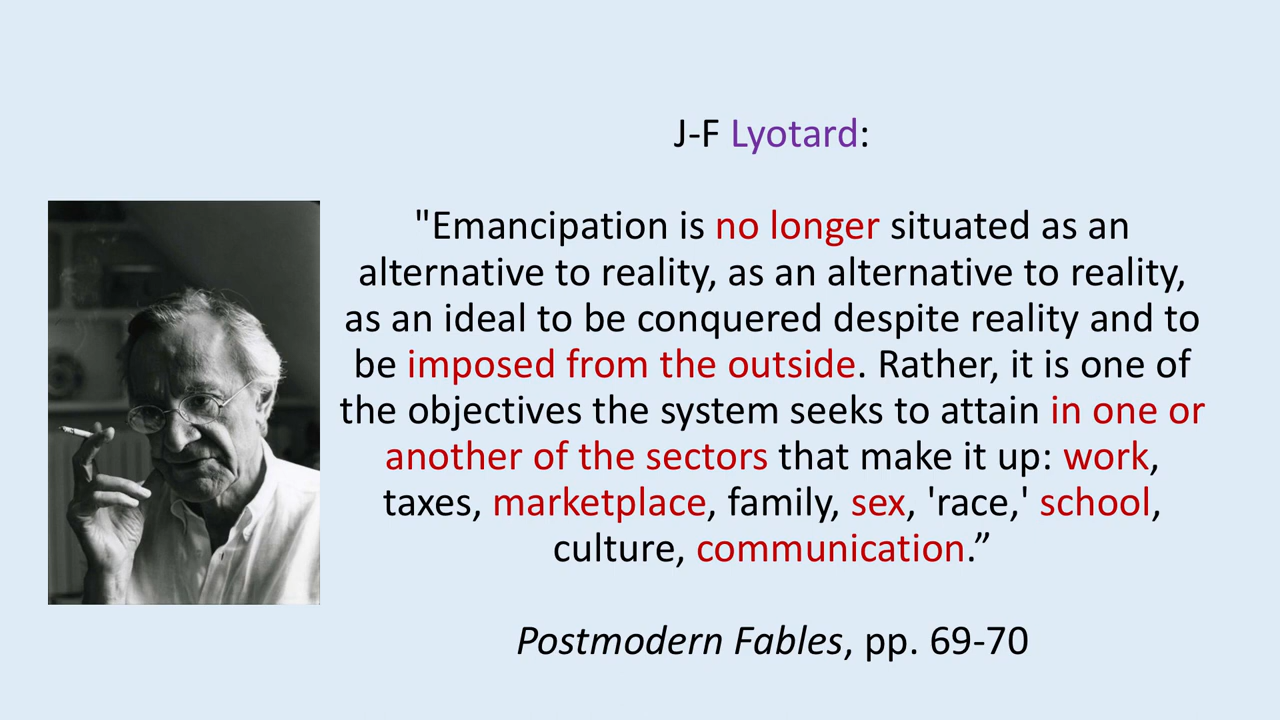 J-F Lyotard:
"Emancipation is no longer situated as an
alternative to reality, as an alternative to reality,
as an ideal to be conquered despite reality and to
be imposed from the outside. Rather, it is one of
the objectives the system seeks to attain in one or
another of the sectors that make it up: work,
taxes, marketplace, family, sex, 'race,' school,
culture, communication.”
Postmodern Fables, pp. 69-70